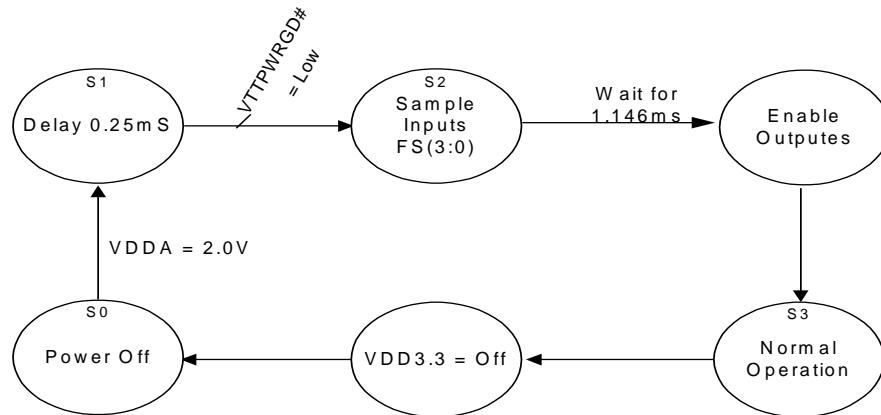 S1
Delay 0.25mS
VTTPWRGD#
= Low
S2
Sample
Inputs
FS(3:0)
Wait for
1.146ms
Enable
Outputes
VDDA = 2.0V
S0
Power Off
VDD3.3 = Off
S3
Normal
Operation